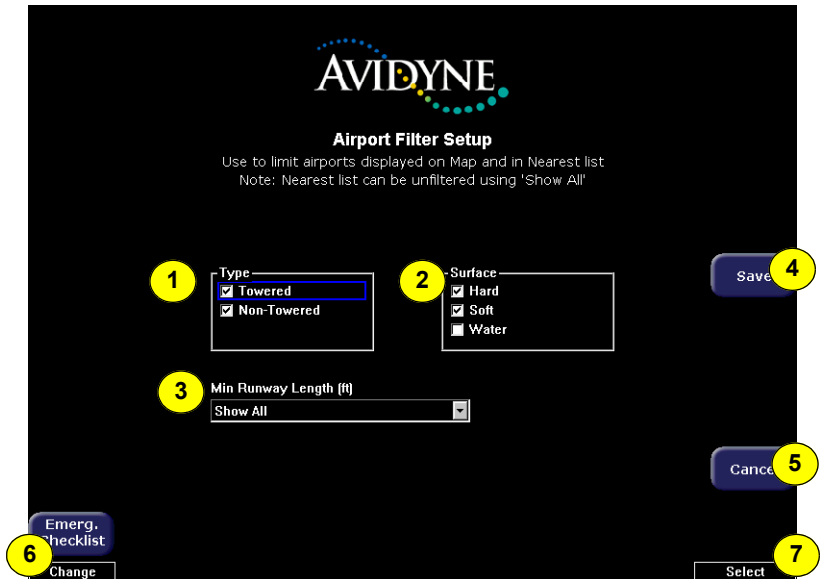 AVIDYNE
Airport Filter Setup
Use to limit airports displayed on Map and in Nearest list
Note: Nearest list can be unfiltered using 'Show All'
1
Type
Towered
Non-Towered
2
Surface
Hard
Soft
Water
Save
4
3
Min Runway Length (ft)
Show All
Cance
5
Emerg.
hecklist
6
Change
7
Select